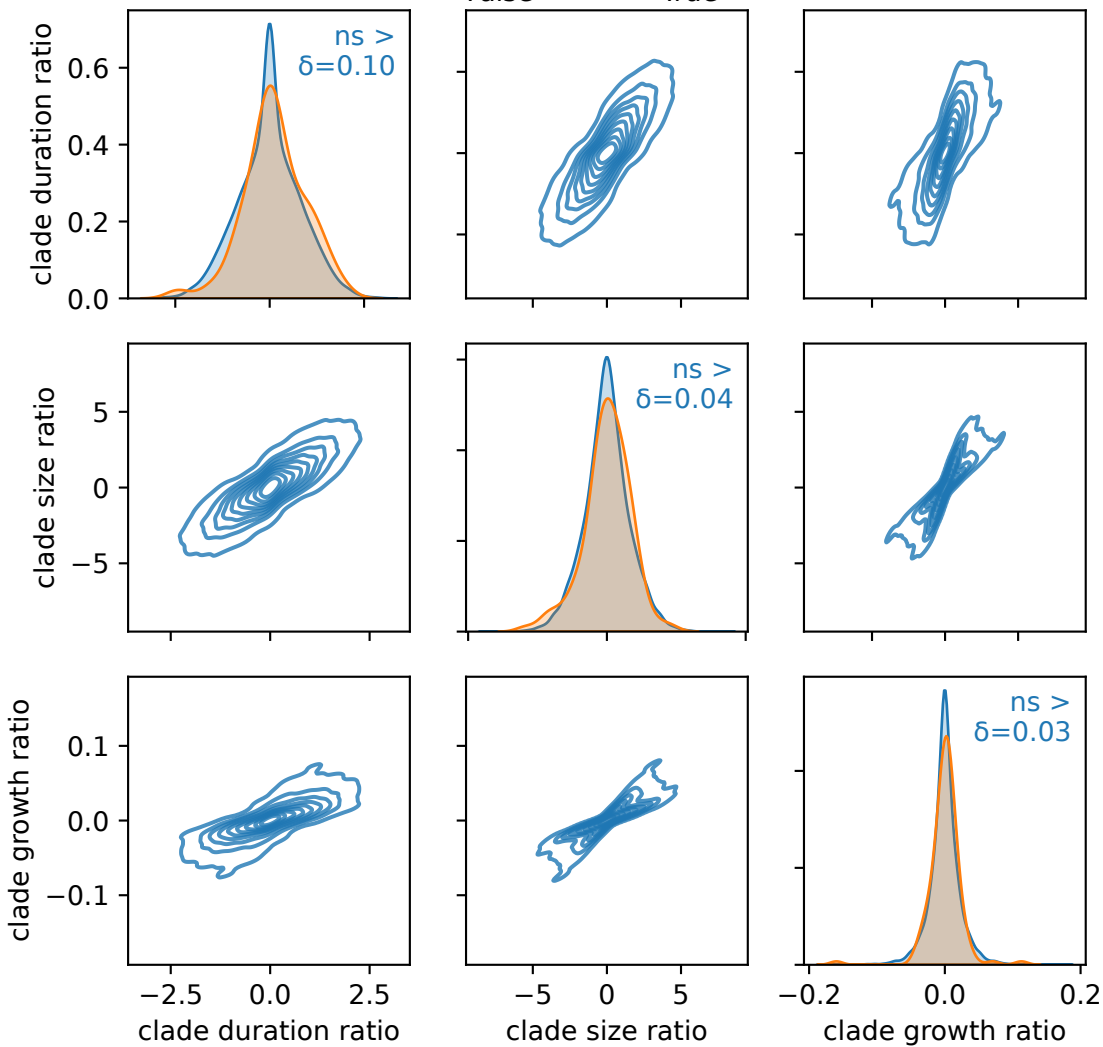 clade duration ratio
0.6
0.4
0.2
0.0
ns >
δ=0.10
clade size ratio
5
0
−5
ns >
δ=0.04
clade growth ratio
0.1
0.0
−0.1
ns >
δ=0.03
−2.5 0.0 2.5
−5 0 5
−0.2 0.0 0.2
clade duration ratio
clade size ratio
clade growth ratio